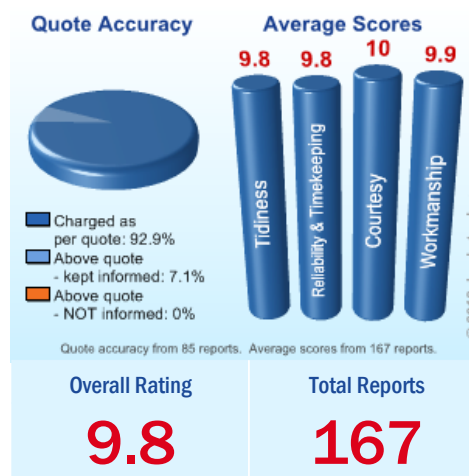 Quote Accuracy
Average Scores
9.8
9.8
10
9.9
Tidiness
Reliability & Timekeeping
Courtesy
Workmanship
Charged as
per quote: 92.9%
Above quote
- kept informed: 7.1%
Above quote
- NOT informed: 0%
Quote accuracy from 85 reports. Average scores from 167 reports.
Overall Rating
Total Reports
9.8
167